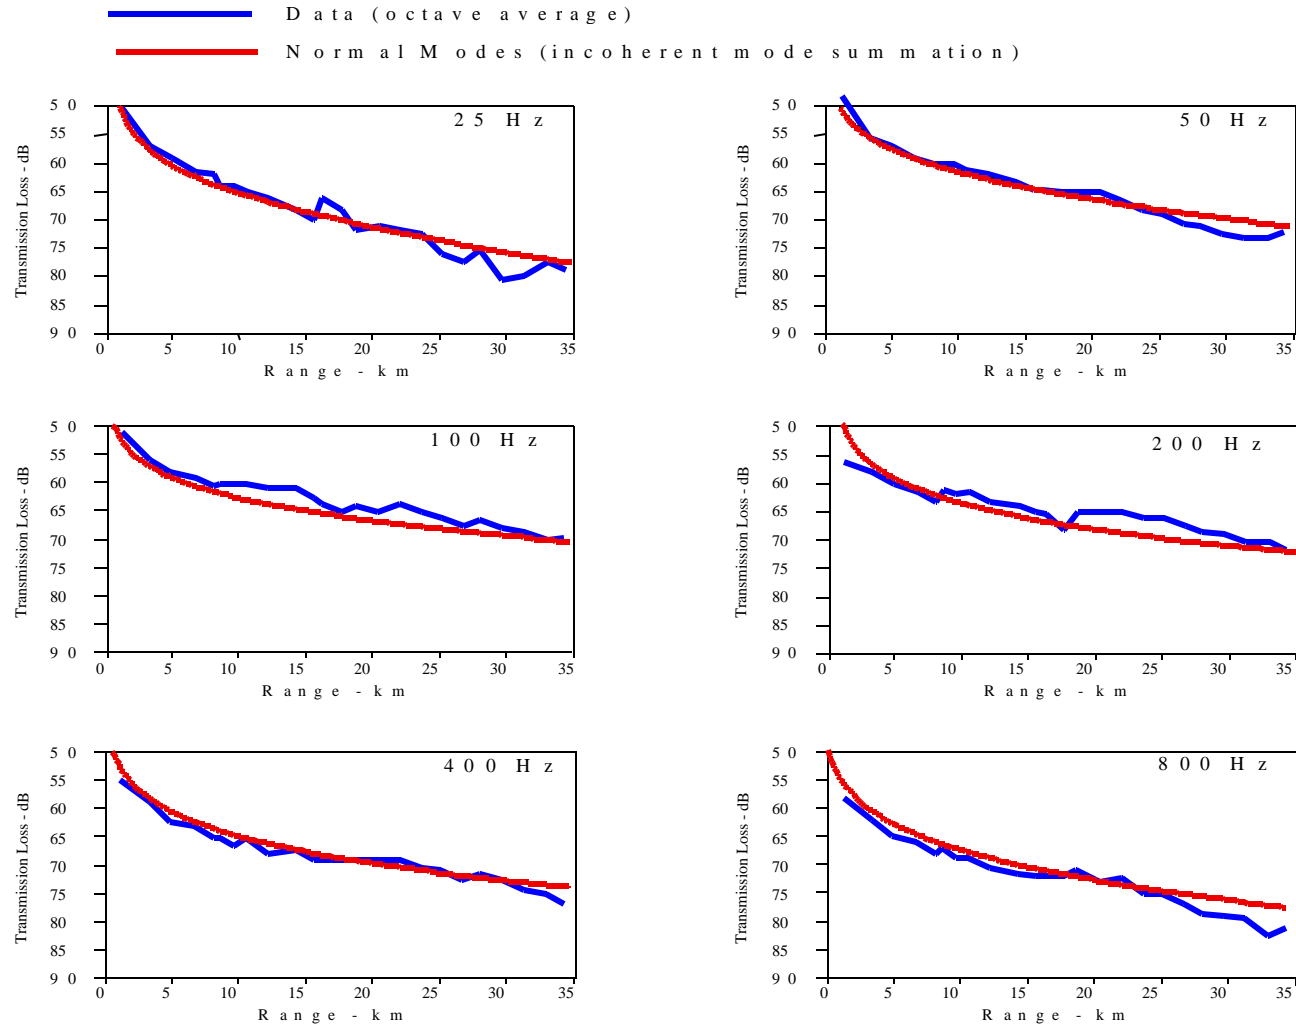 Data (octave average)
Normal Modes (incoherent mode summation)
25 Hz
Transmission Loss - dB
50
55
60
65
70
75
80
85
90
0 5 10 15 20 25 30 35
Range - km
50 Hz
Transmission Loss - dB
50
55
60
65
70
75
80
85
90
0 5 10 15 20 25 30 35
Range - km
100 Hz
Transmission Loss - dB
50
55
60
65
70
75
80
85
90
0 5 10 15 20 25 30 35
Range - km
200 Hz
Transmission Loss - dB
50
55
60
65
70
75
80
85
90
0 5 10 15 20 25 30 35
Range - km
400 Hz
Transmission Loss - dB
50
55
60
65
70
75
80
85
90
0 5 10 15 20 25 30 35
Range - km
800 Hz
Transmission Loss - dB
50
55
60
65
70
75
80
85
90
0 5 10 15 20 25 30 35
Range - km